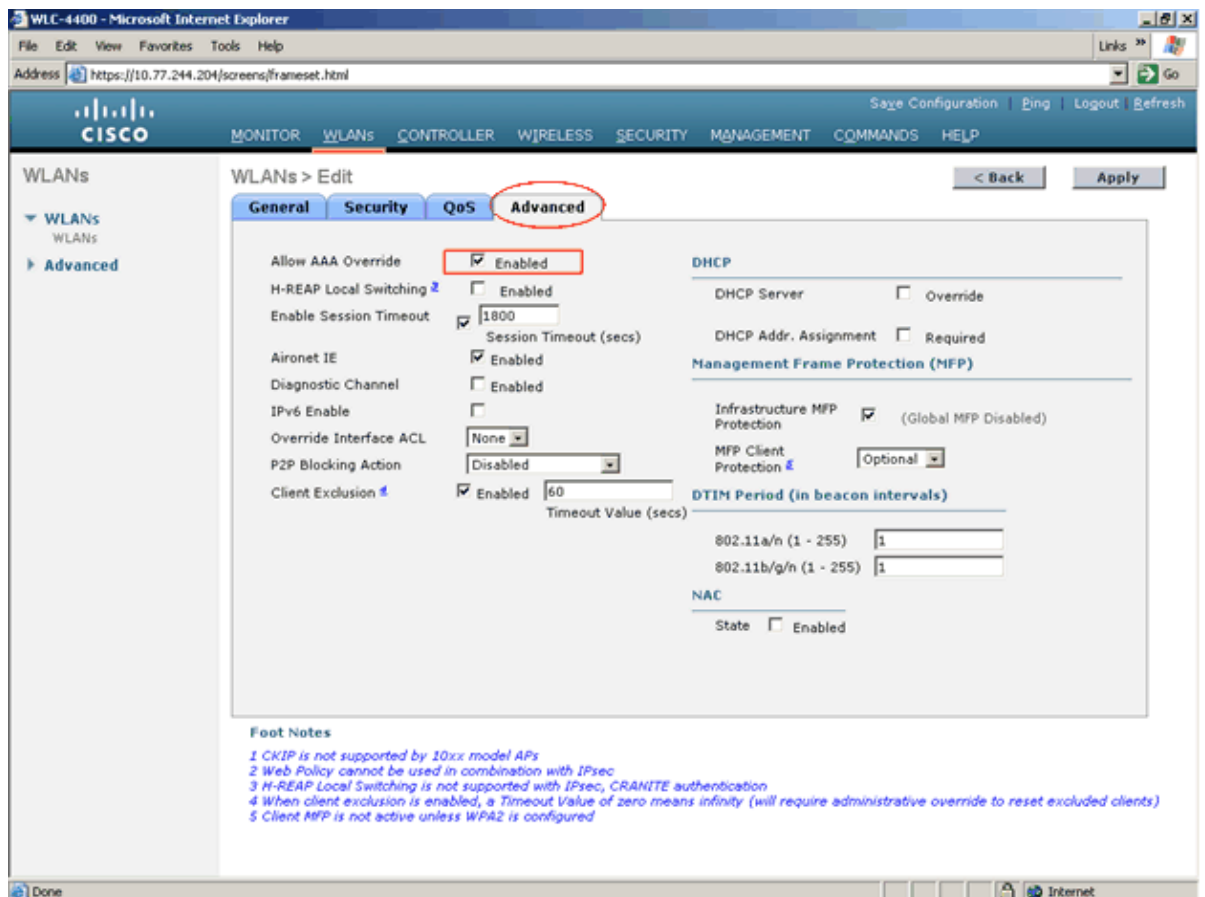 WLC-4400 - Microsoft Internet Explorer
File Edit View Favorites Tools Help Links »
Address https://10.77.244.204/screens/frameset.html Go
Save Configuration | Ping | Logout | Refresh
CISCO MONITOR WLANs CONTROLLER WIRELESS SECURITY MANAGEMENT COMMANDS HELP
WLANs
WLANs
WLANs
Advanced
WLANs > Edit < Back Apply
General Security QoS Advanced
Allow AAA Override Enabled
H-REAP Local Switching Enabled
Enable Session Timeout 1800
Session Timeout (secs)
Aironet IE Enabled
Diagnostic Channel Enabled
IPv6 Enable
Override Interface ACL None
P2P Blocking Action Disabled
Client Exclusion 4 Enabled 60
Timeout Value (secs)
DHCP
DHCP Server Override
DHCP Addr. Assignment Required
Management Frame Protection (MFP)
Infrastructure MFP
Protection (Global MFP Disabled)
MFP Client
Protection Optional
DTIM Period (in beacon intervals)
802.11a/n (1 - 255) 1
802.11b/g/n (1 - 255) 1
NAC
State Enabled
Foot Notes
1 CKIP is not supported by 10xx model APs
2 Web Policy cannot be used in combination with IPsec
3 H-REAP Local Switching is not supported with IPsec, CRANITE authentication
4 When client exclusion is enabled, a Timeout Value of zero means infinity (will require administrative override to reset excluded clients)
5 Client MFP is not active unless WPA2 is configured
Done Internet